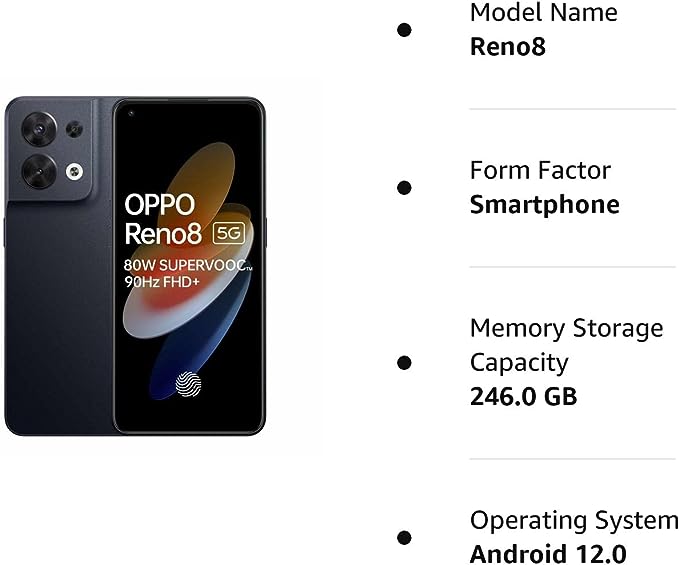 OPPO
Reno8 5G
80W SUPERVOOC™
90Hz FHD+
Model Name
Reno8
Form Factor
Smartphone
Memory Storage
Capacity
246.0 GB
Operating System
Android 12.0